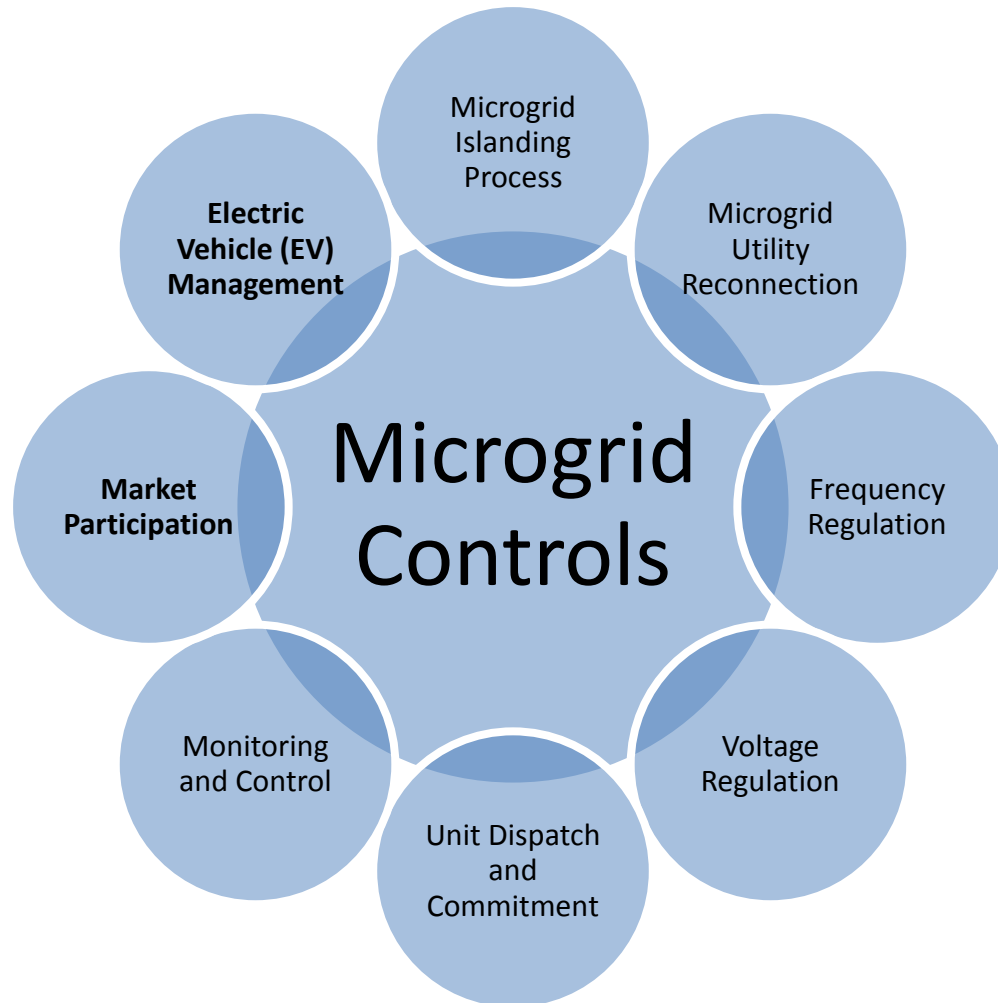 Microgrid
Islanding
Process
Microgrid
Utility
Reconnection
Frequency
Regulation
Voltage
Regulation
Unit Dispatch
and
Commitment
Monitoring
and Control
Market
Participation
Electric
Vehicle (EV)
Management
Microgrid
Controls